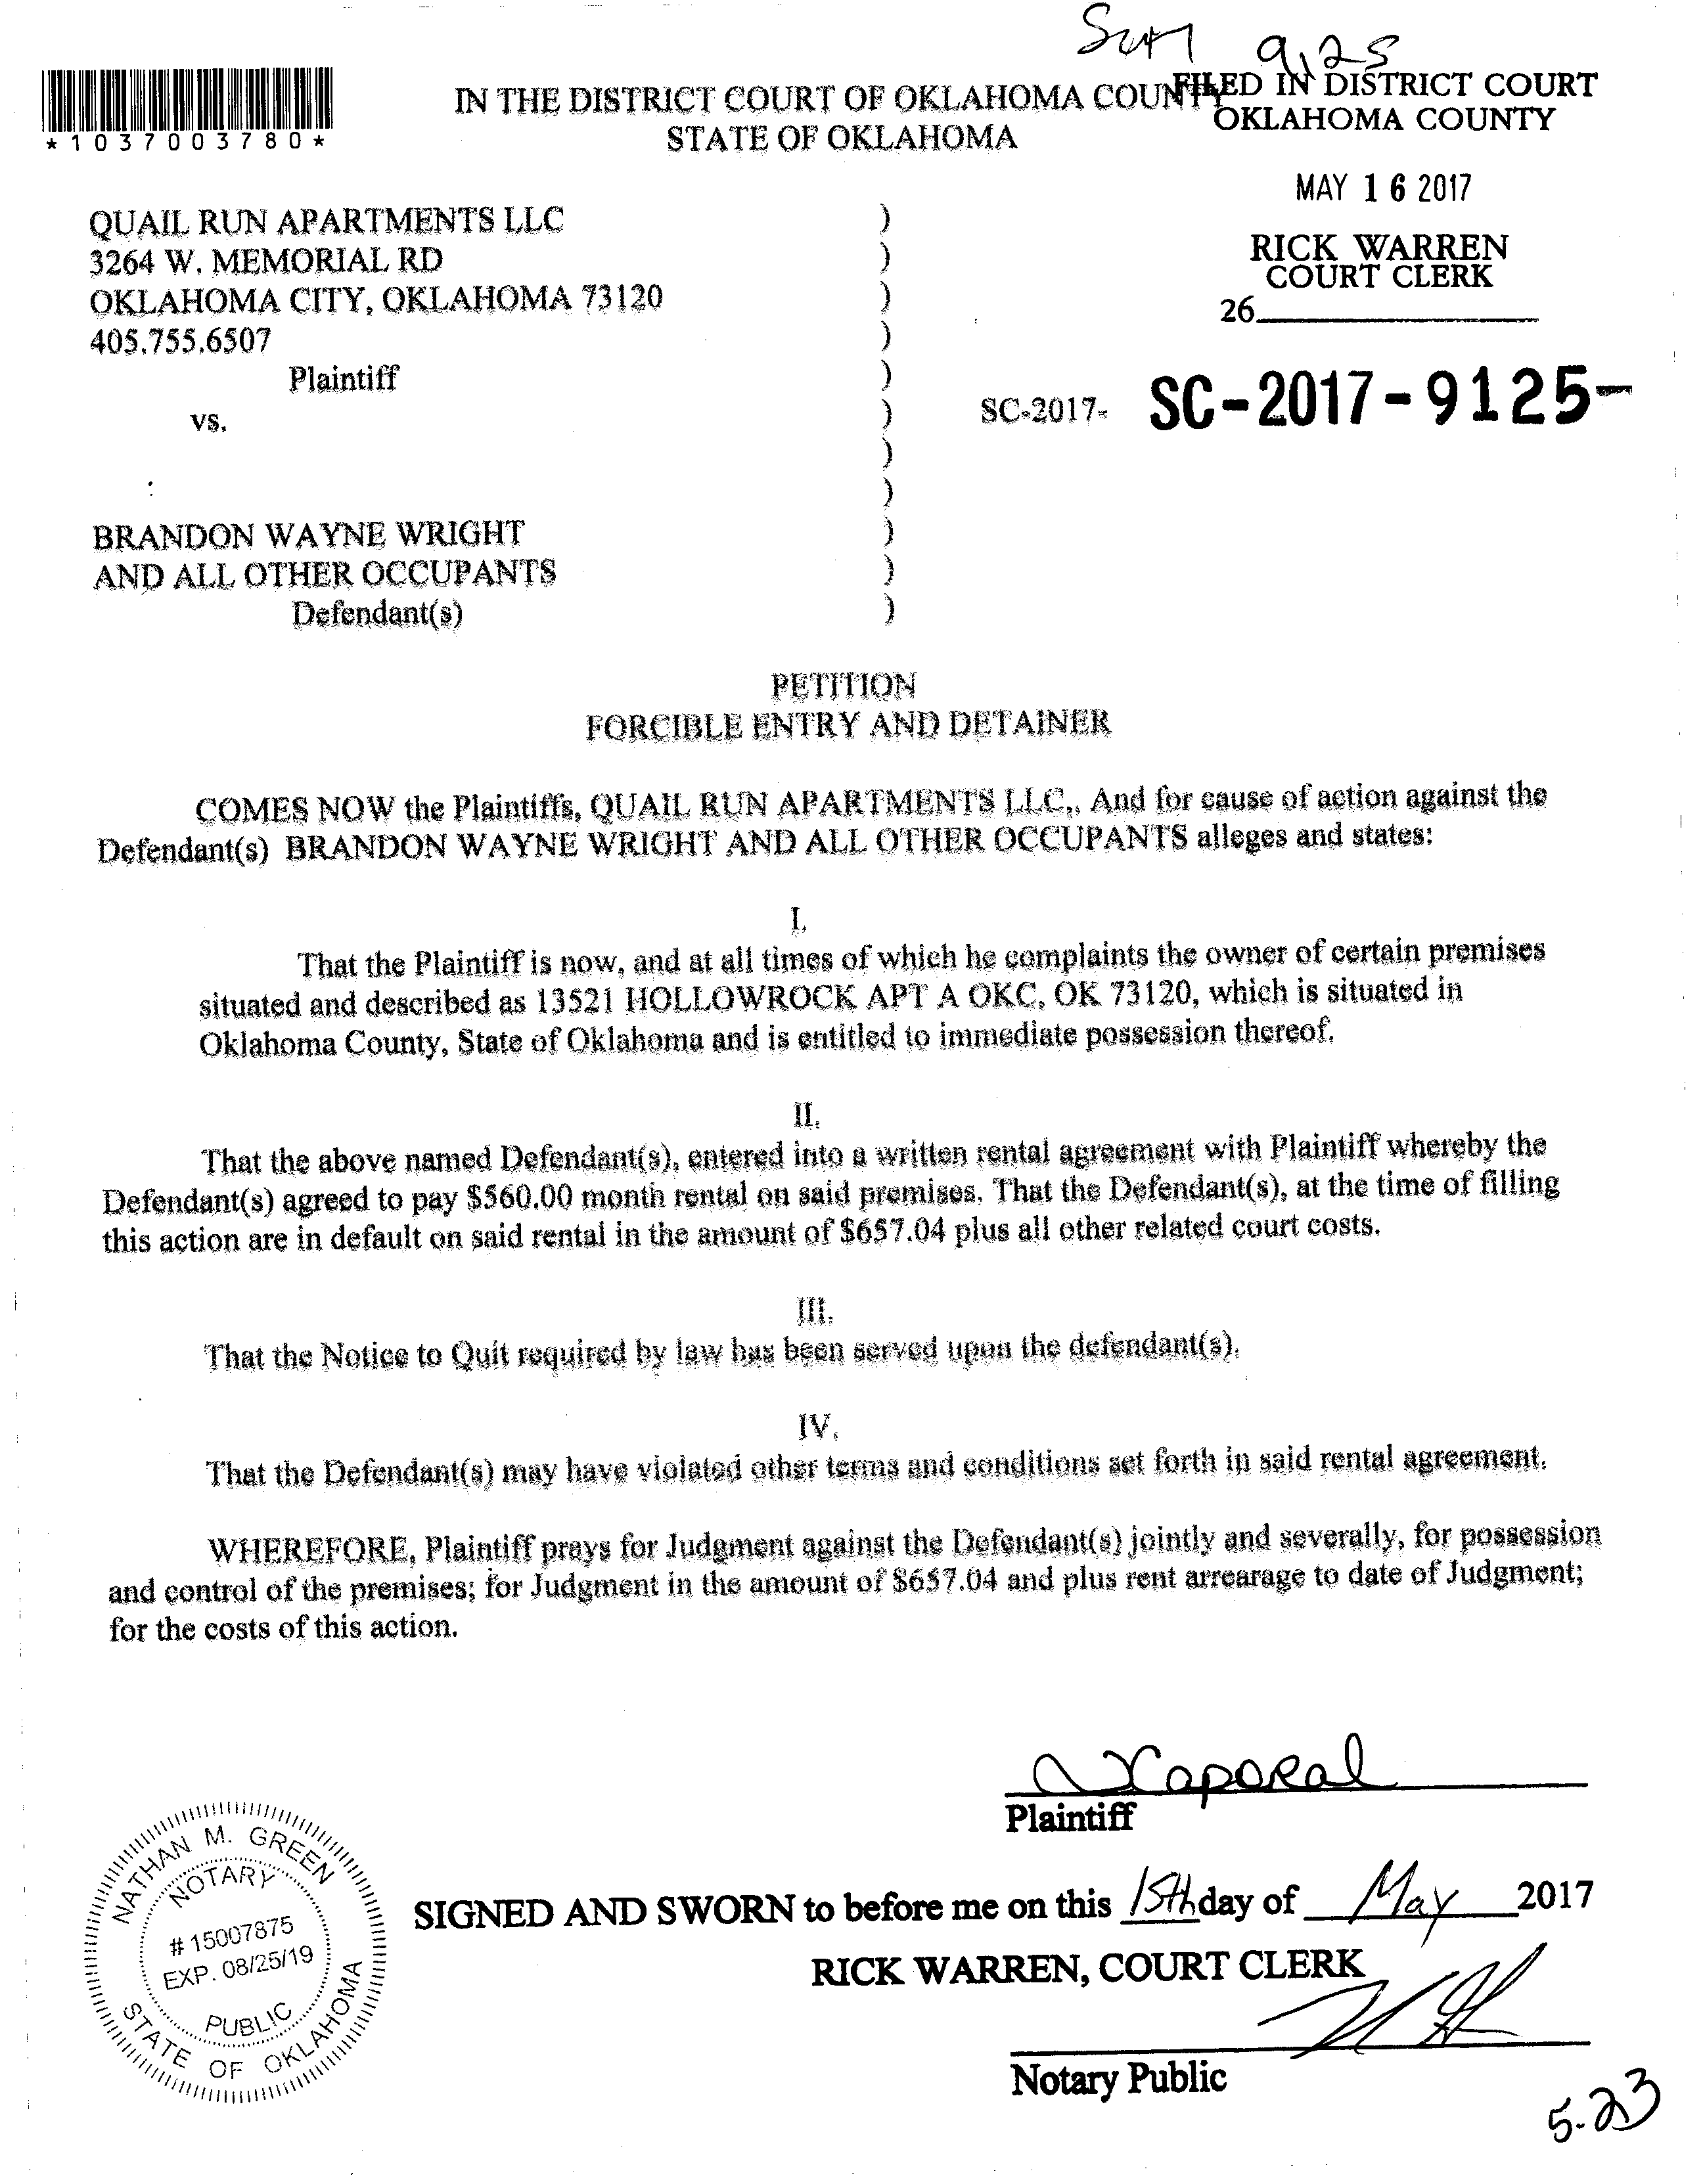 9125
*1037003780*
IN THE DISTRICT COURT OF OKLAHOMA COUNTY
STATE OF OKLAHOMA
FILED IN DISTRICT COURT
OKLAHOMA COUNTY
MAY 16 2017
RICK WARREN
COURT CLERK
26
QUAIL RUN APARTMENTS LLC )
3264 W. MEMORIAL RD )
OKLAHOMA CITY, OKLAHOMA 73120 )
405.755.6507 )
Plaintiff )
vs. ) SC-2017- SC-2017-9125-
)
)
BRANDON WAYNE WRIGHT )
AND ALL OTHER OCCUPANTS )
Defendant(s) )
PETITION
FORCIBLE ENTRY AND DETAINER
COMES NOW the Plaintiffs, QUAIL RUN APARTMENTS LLC,. And for cause of action against the
Defendant(s) BRANDON WAYNE WRIGHT AND ALL OTHER OCCUPANTS alleges and states:
I.
That the Plaintiff is now, and at all times of which he complaints the owner of certain premises
situated and described as 13521 HOLLOWROCK APT A OKC, OK 73120, which is situated in
Oklahoma County, State of Oklahoma and is entitled to immediate possession thereof.
II.
That the above named Defendant(s), entered into a written rental agreement with Plaintiff whereby the
Defendant(s) agreed to pay $560.00 month rental on said premises. That the Defendant(s), at the time of filling
this action are in default on said rental in the amount of $657.04 plus all other related court costs.
III.
That the Notice to Quit required by law has been served upon the defendant(s).
IV.
That the Defendant(s) may have violated other terms and conditions set forth in said rental agreement.
WHEREFORE, Plaintiff prays for Judgment against the Defendant(s) jointly and severally, for possession
and control of the premises; for Judgment in the amount of $657.04 and plus rent arrearage to date of Judgment;
for the costs of this action.
Plaintiff
SIGNED AND SWORN to before me on this 15th day of May 2017
RICK WARREN, COURT CLERK
Notary Public
NATHAN M. GREEN
NOTARY
# 15007875
EXP. 08/25/19
PUBLIC
STATE OF OKLAHOMA
5-23